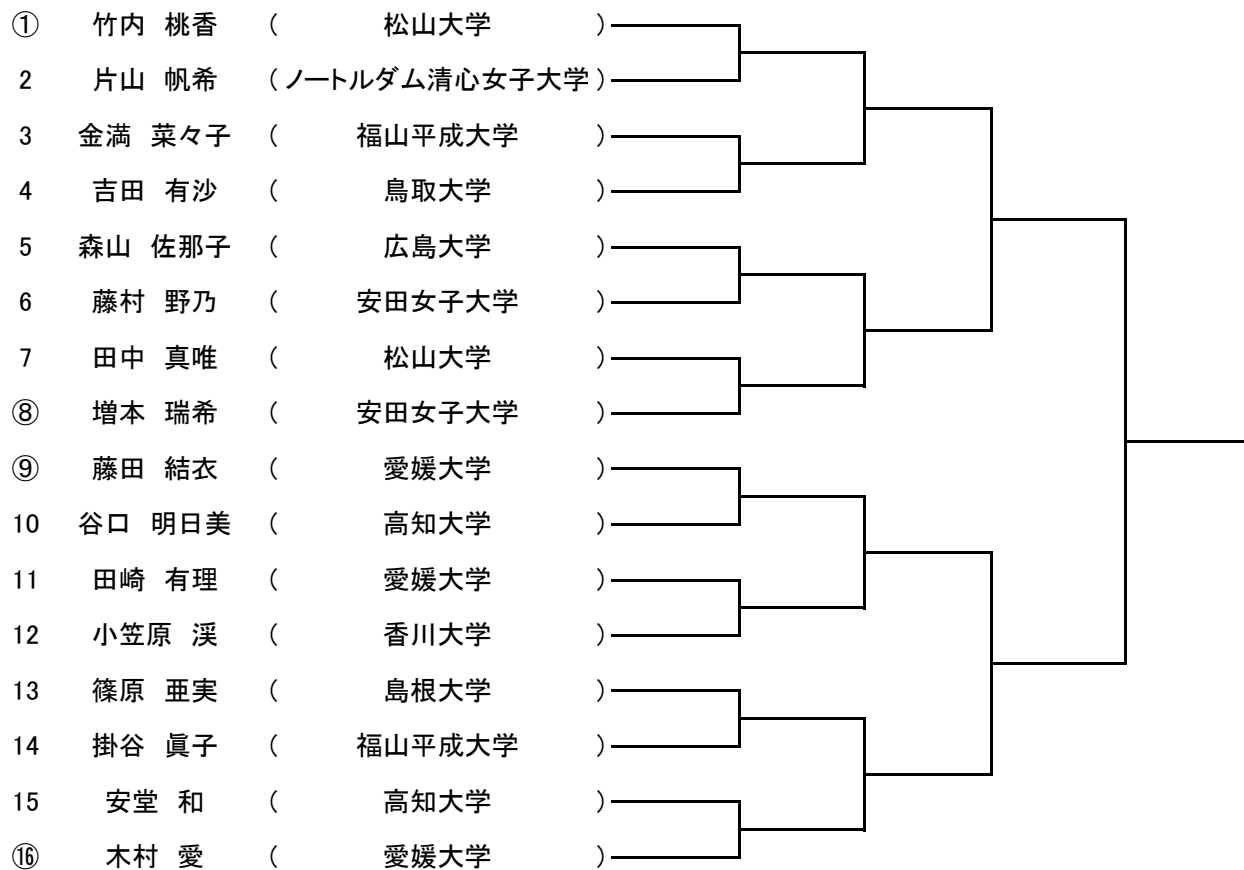 ① 竹内 桃香 ( 松山大学 )
2 片山 帆希 ( ノートルダム清心女子大学 )
3 金満 菜々子 ( 福山平成大学 )
4 吉田 有沙 ( 鳥取大学 )
5 森山 佐那子 ( 広島大学 )
6 藤村 野乃 ( 安田女子大学 )
7 田中 真唯 ( 松山大学 )
⑧ 増本 瑞希 ( 安田女子大学 )
⑨ 藤田 結衣 ( 愛媛大学 )
10 谷口 明日美 ( 高知大学 )
11 田崎 有理 ( 愛媛大学 )
12 小笠原 渓 ( 香川大学 )
13 篠原 亜実 ( 島根大学 )
14 掛谷 眞子 ( 福山平成大学 )
15 安堂 和 ( 高知大学 )
⑯ 木村 愛 ( 愛媛大学 )